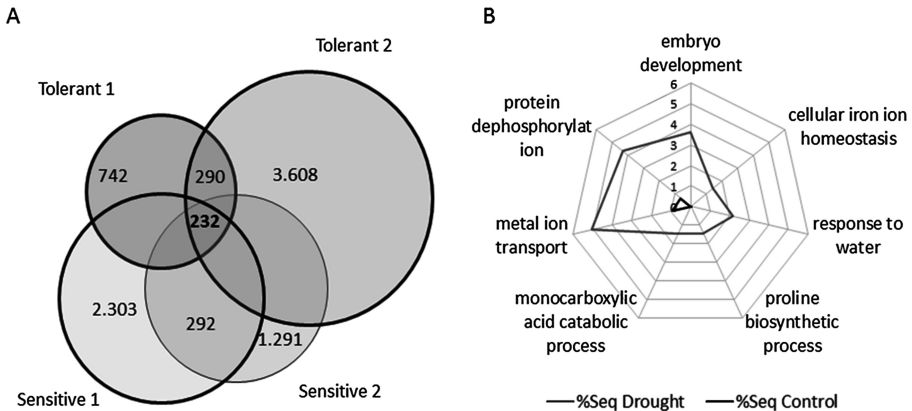 A
Tolerant 2
Tolerant 1
742
290
3.608
232
2.303
292
1.291
Sensitive 1
Sensitive 2
B
embryo
development
6
5
4
3
2
1
0
protein
dephosphorylat
ion
cellular iron ion
homeostasis
metal ion
transport
response to
water
monocarboxylic
acid catabolic
process
proline
biosynthetic
process
%Seq Drought
%Seq Control